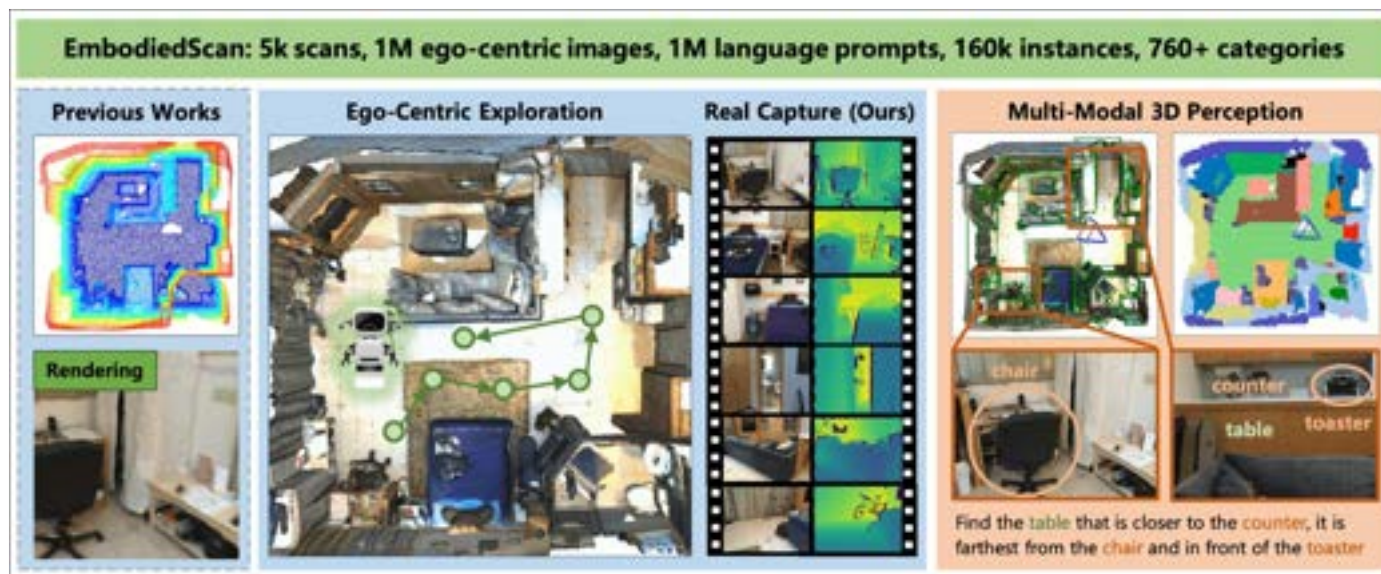 EmbodiedScan: 5k scans, 1M ego-centric images, 1M language prompts, 160k instances, 760+ categories
Previous Works
Rendering
Ego-Centric Exploration
Real Capture (Ours)
Multi-Modal 3D Perception
chair
counter
table
toaster
Find the table that is closer to the counter, it is
farthest from the chair and in front of the toaster